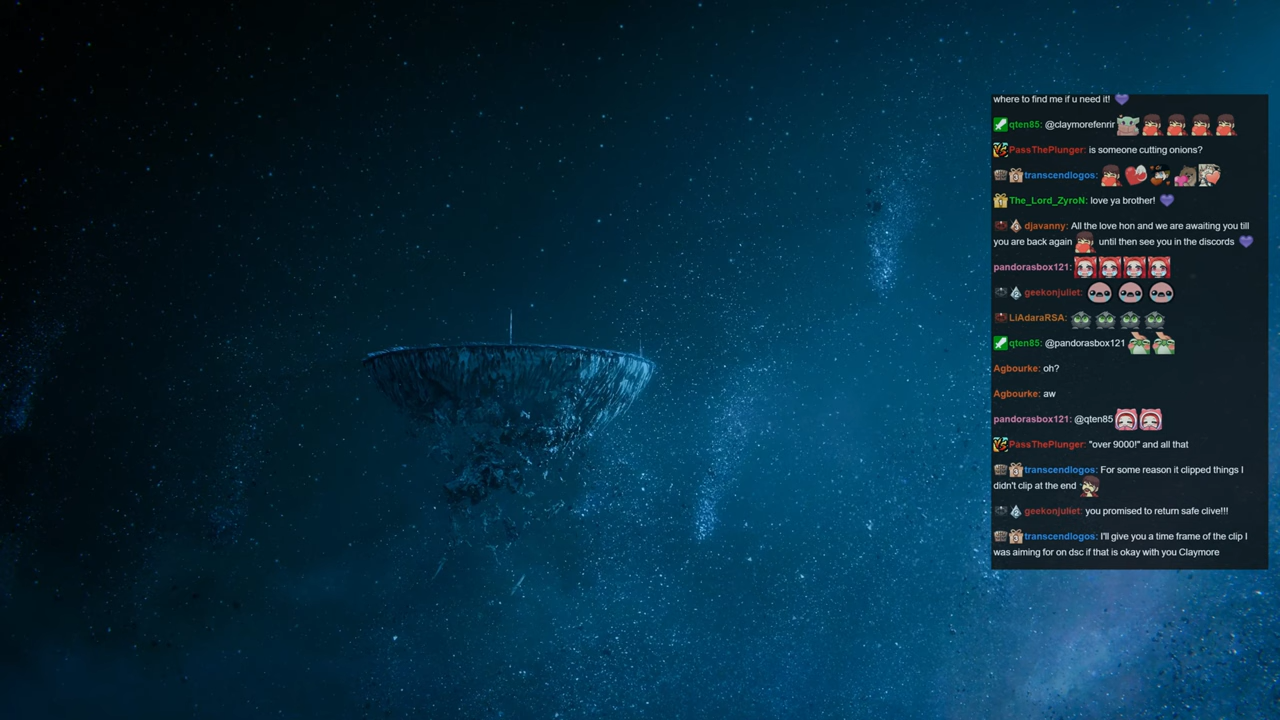 where to find me if u need it!
qten85: @claymorefenrir
PassThePlunger: is someone cutting onions?
transcendlogos:
The_Lord_ZyroN: love ya brother!
djavanny: All the love hon and we are awaiting you till
you are back again until then see you in the discords
pandorasbox121:
geekonjuliet:
LiAdaraRSA:
qten85: @pandorasbox121
Agbourke: oh?
Agbourke: aw
pandorasbox121: @qten85
PassThePlunger: "over 9000!" and all that
transcendlogos: For some reason it clipped things I
didn't clip at the end
geekonjuliet: you promised to return safe clive!!!
transcendlogos: I'll give you a time frame of the clip I
was aiming for on dsc if that is okay with you Claymore